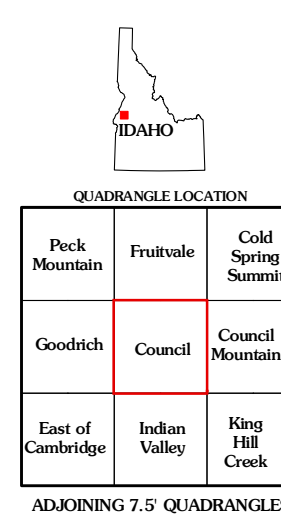 IDAHO
QUADRANGLE LOCATION
Peck
Mountain
Fruitvale
Cold
Spring
Summit
Goodrich
Council
Council
Mountain
East of
Cambridge
Indian
Valley
King
Hill
Creek
ADJOINING 7.5' QUADRANGLES